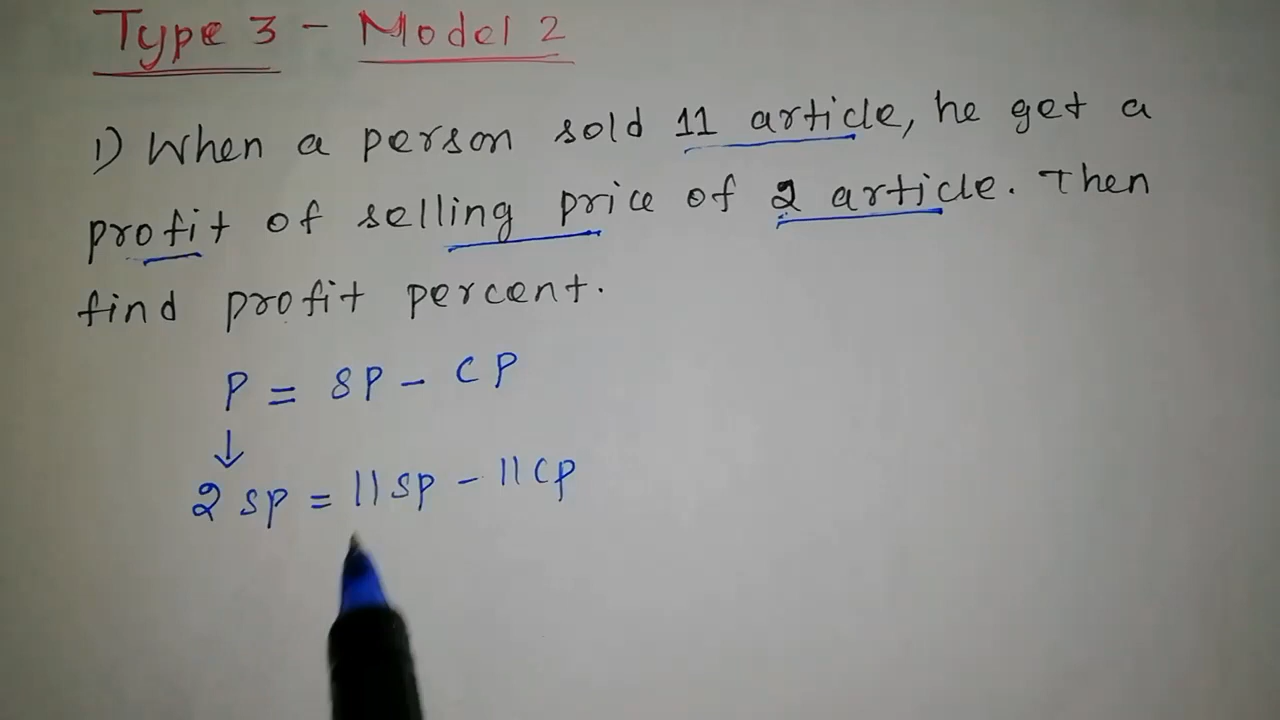 Type 3 - Model 2
1) When a person sold 11 article, he get a
profit of selling price of 2 article. Then
find profit percent.
P = SP - CP
↓
2 SP = 11 SP - 11 CP